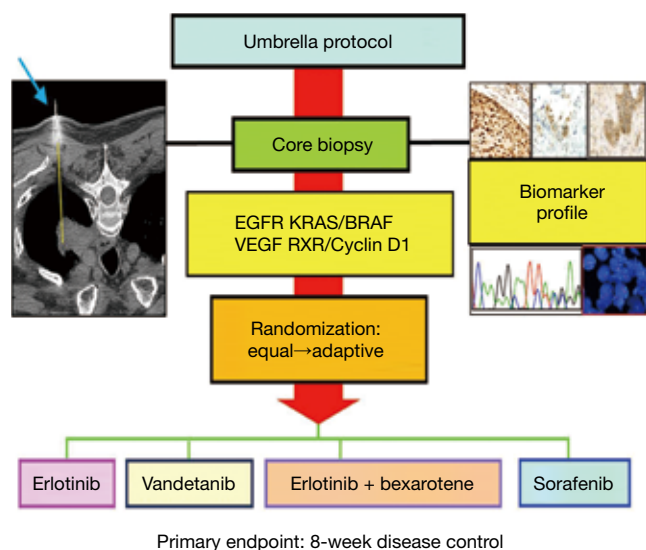 Umbrella protocol
Core biopsy
Biomarker
profile
EGFR KRAS/BRAF
VEGF RXR/Cyclin D1
Randomization:
equal→adaptive
Erlotinib
Vandetanib
Erlotinib + bexarotene
Sorafenib
Primary endpoint: 8-week disease control